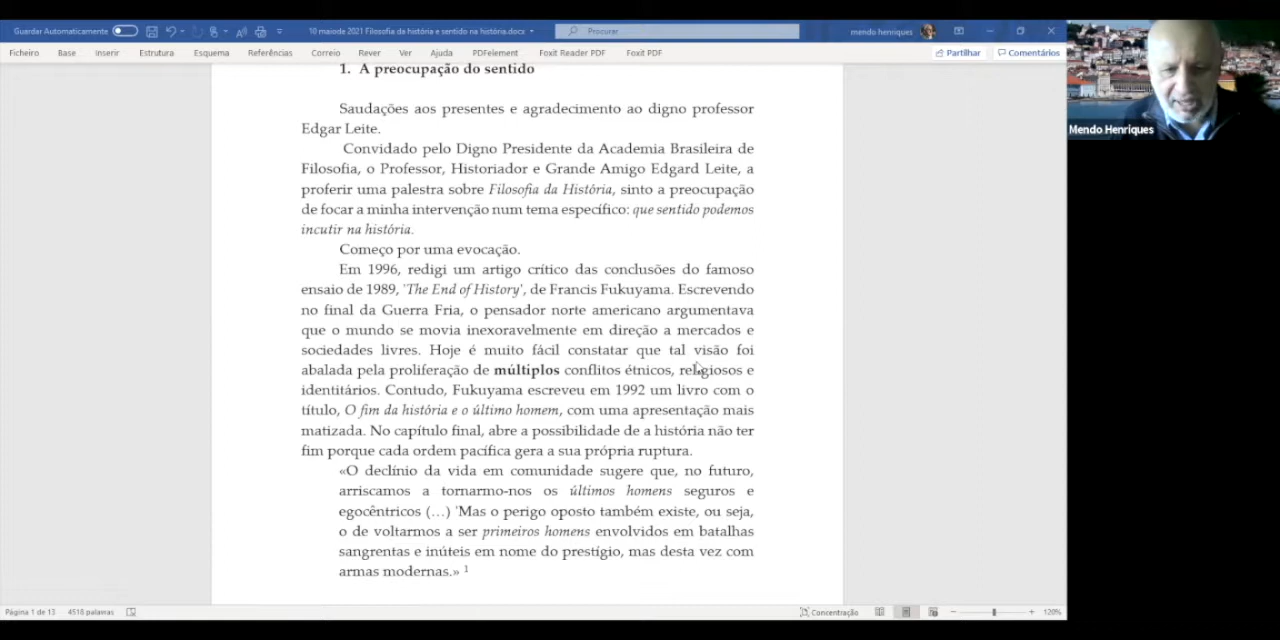 Guardar Automaticamente
10 maiode 2021 Filosofia da história e sentido na história.docx
Procurar
mendo henriques
Ficheiro Base Inserir Estrutura Esquema Referências Correio Rever Ver Ajuda PDFelement Foxit Reader PDF Foxit PDF
Partilhar Comentários
1. A preocupação do sentido
Saudações aos presentes e agradecimento ao digno professor
Edgar Leite.
Convidado pelo Digno Presidente da Academia Brasileira de
Filosofia, o Professor, Historiador e Grande Amigo Edgard Leite, a
proferir uma palestra sobre Filosofia da História, sinto a preocupação
de focar a minha intervenção num tema específico: que sentido podemos
incutir na história.
Começo por uma evocação.
Em 1996, redigi um artigo crítico das conclusões do famoso
ensaio de 1989, 'The End of History', de Francis Fukuyama. Escrevendo
no final da Guerra Fria, o pensador norte americano argumentava
que o mundo se movia inexoravelmente em direção a mercados e
sociedades livres. Hoje é muito fácil constatar que tal visão foi
abalada pela proliferação de múltiplos conflitos étnicos, religiosos e
identitários. Contudo, Fukuyama escreveu em 1992 um livro com o
título, O fim da história e o último homem, com uma apresentação mais
matizada. No capítulo final, abre a possibilidade de a história não ter
fim porque cada ordem pacífica gera a sua própria ruptura.
«O declínio da vida em comunidade sugere que, no futuro,
arriscamos a tornarmo-nos os últimos homens seguros e
egocêntricos (…) 'Mas o perigo oposto também existe, ou seja,
o de voltarmos a ser primeiros homens envolvidos em batalhas
sangrentas e inúteis em nome do prestígio, mas desta vez com
armas modernas.» 1
Página 1 de 13 4518 palavras
Concentração
120%
Mendo Henriques